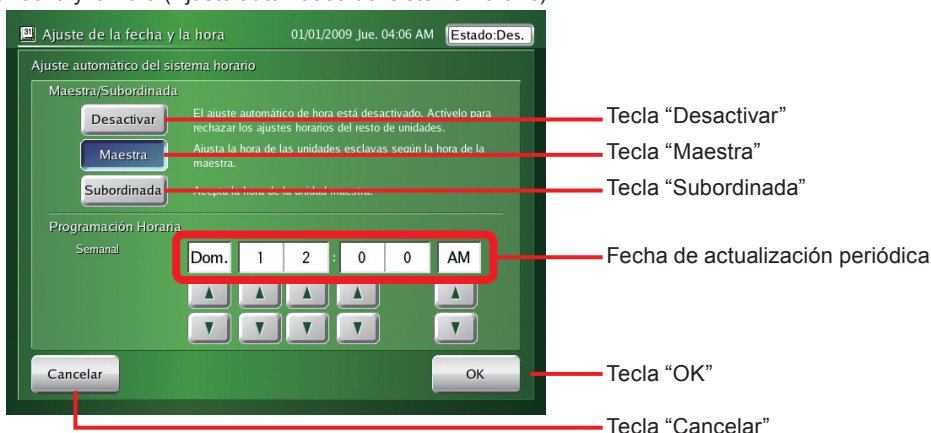 Ajuste de la fecha y la hora 01/01/2009 Jue. 04:06 AM Estado:Des.
Ajuste automático del sistema horario
Maestra/Subordinada
Desactivar
El ajuste automático de hora está desactivado. Actívelo para
rechazar los ajustes horarios del resto de unidades.
Tecla “Desactivar”
Maestra
Ajusta la hora de las unidades esclavas según la hora de la
maestra.
Tecla “Maestra”
Subordinada
Acepta la hora de la unidad maestra.
Tecla “Subordinada”
Programación Horaria
Semanal
Dom. 1 2 : 0 0 AM
Fecha de actualización periódica
Cancelar
OK
Tecla “OK”
Tecla “Cancelar”